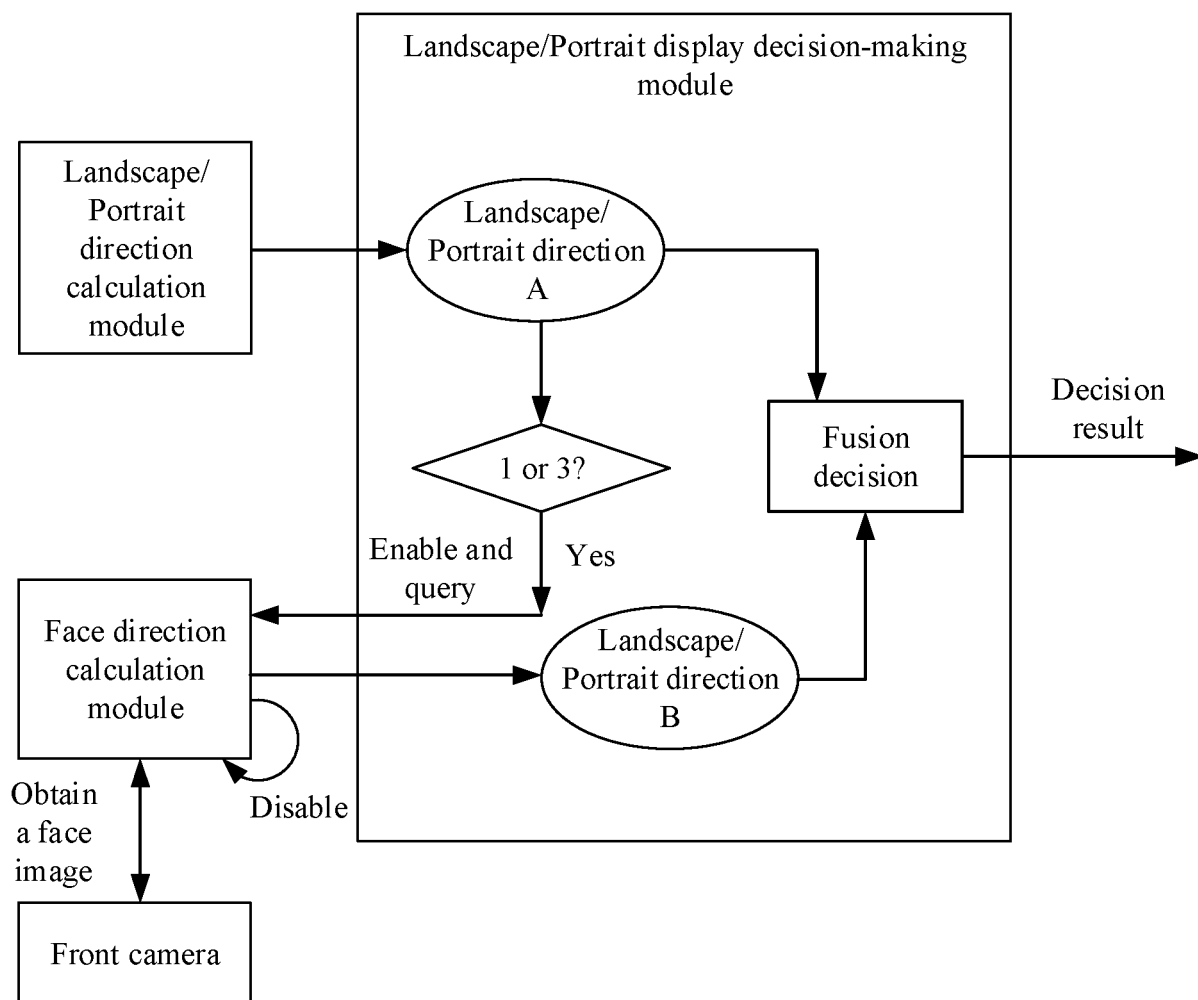 Landscape/Portrait display decision-making
module
Landscape/
Portrait
direction
calculation
module
Landscape/
Portrait direction
A
1 or 3?
Fusion
decision
Decision
result
Enable and
query
Yes
Face direction
calculation
module
Landscape/
Portrait direction
B
Disable
Obtain
a face
image
Front camera